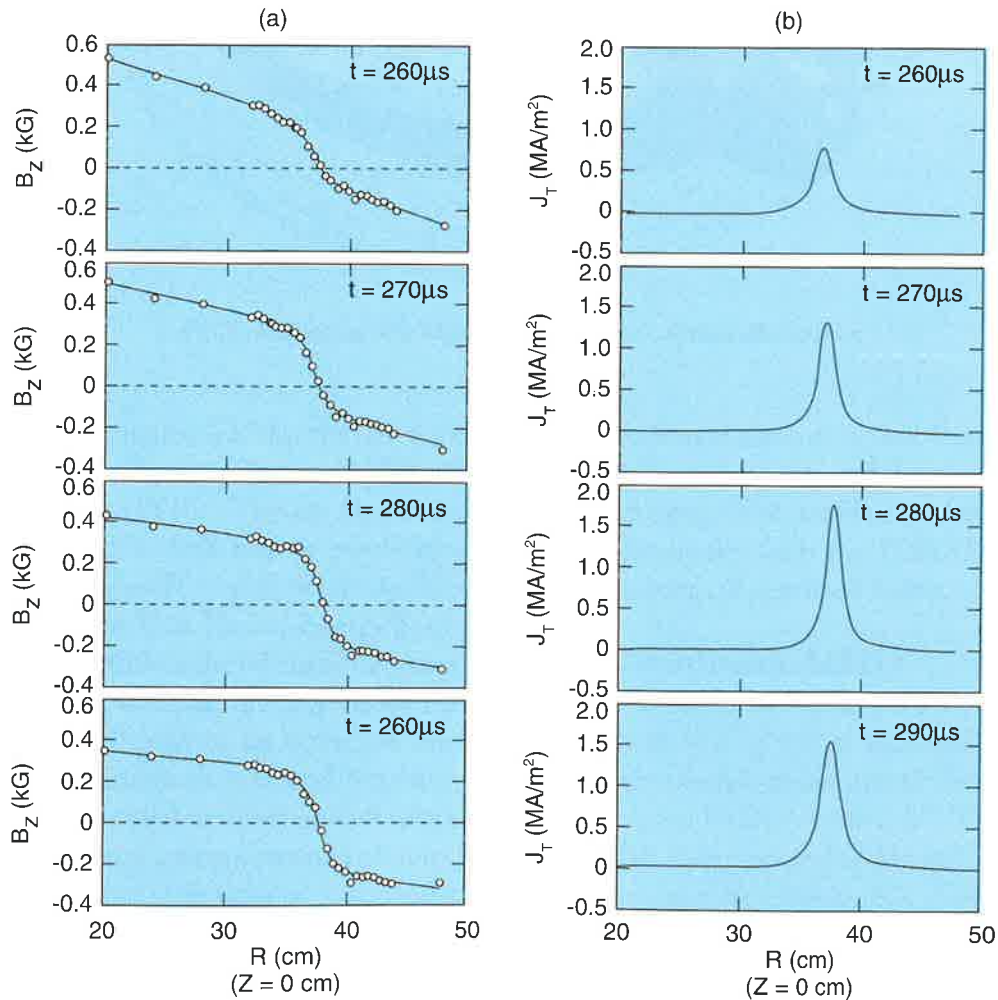 (a)
0.6
0.4
0.2
0
-0.2
-0.4
B_Z (kG)
t = 260µs
0.4
0.2
0
-0.2
-0.4
B_Z (kG)
t = 270µs
0.6
0.4
0.2
0
-0.2
-0.4
B_Z (kG)
t = 280µs
0.6
0.4
0.2
0
-0.2
-0.4
B_Z (kG)
t = 260µs
20 30 40 50
R (cm)
(Z = 0 cm)
(b)
2.0
1.5
1.0
0.5
0
-0.5
J_T (MA/m²)
t = 260µs
2.0
1.5
1.0
0.5
0
-0.5
J_T (MA/m²)
t = 270µs
2.0
1.5
1.0
0.5
0
-0.5
J_T (MA/m²)
t = 280µs
2.0
1.5
1.0
0.5
0
-0.5
J_T (MA/m²)
t = 290µs
20 30 40 50
R (cm)
(Z = 0 cm)